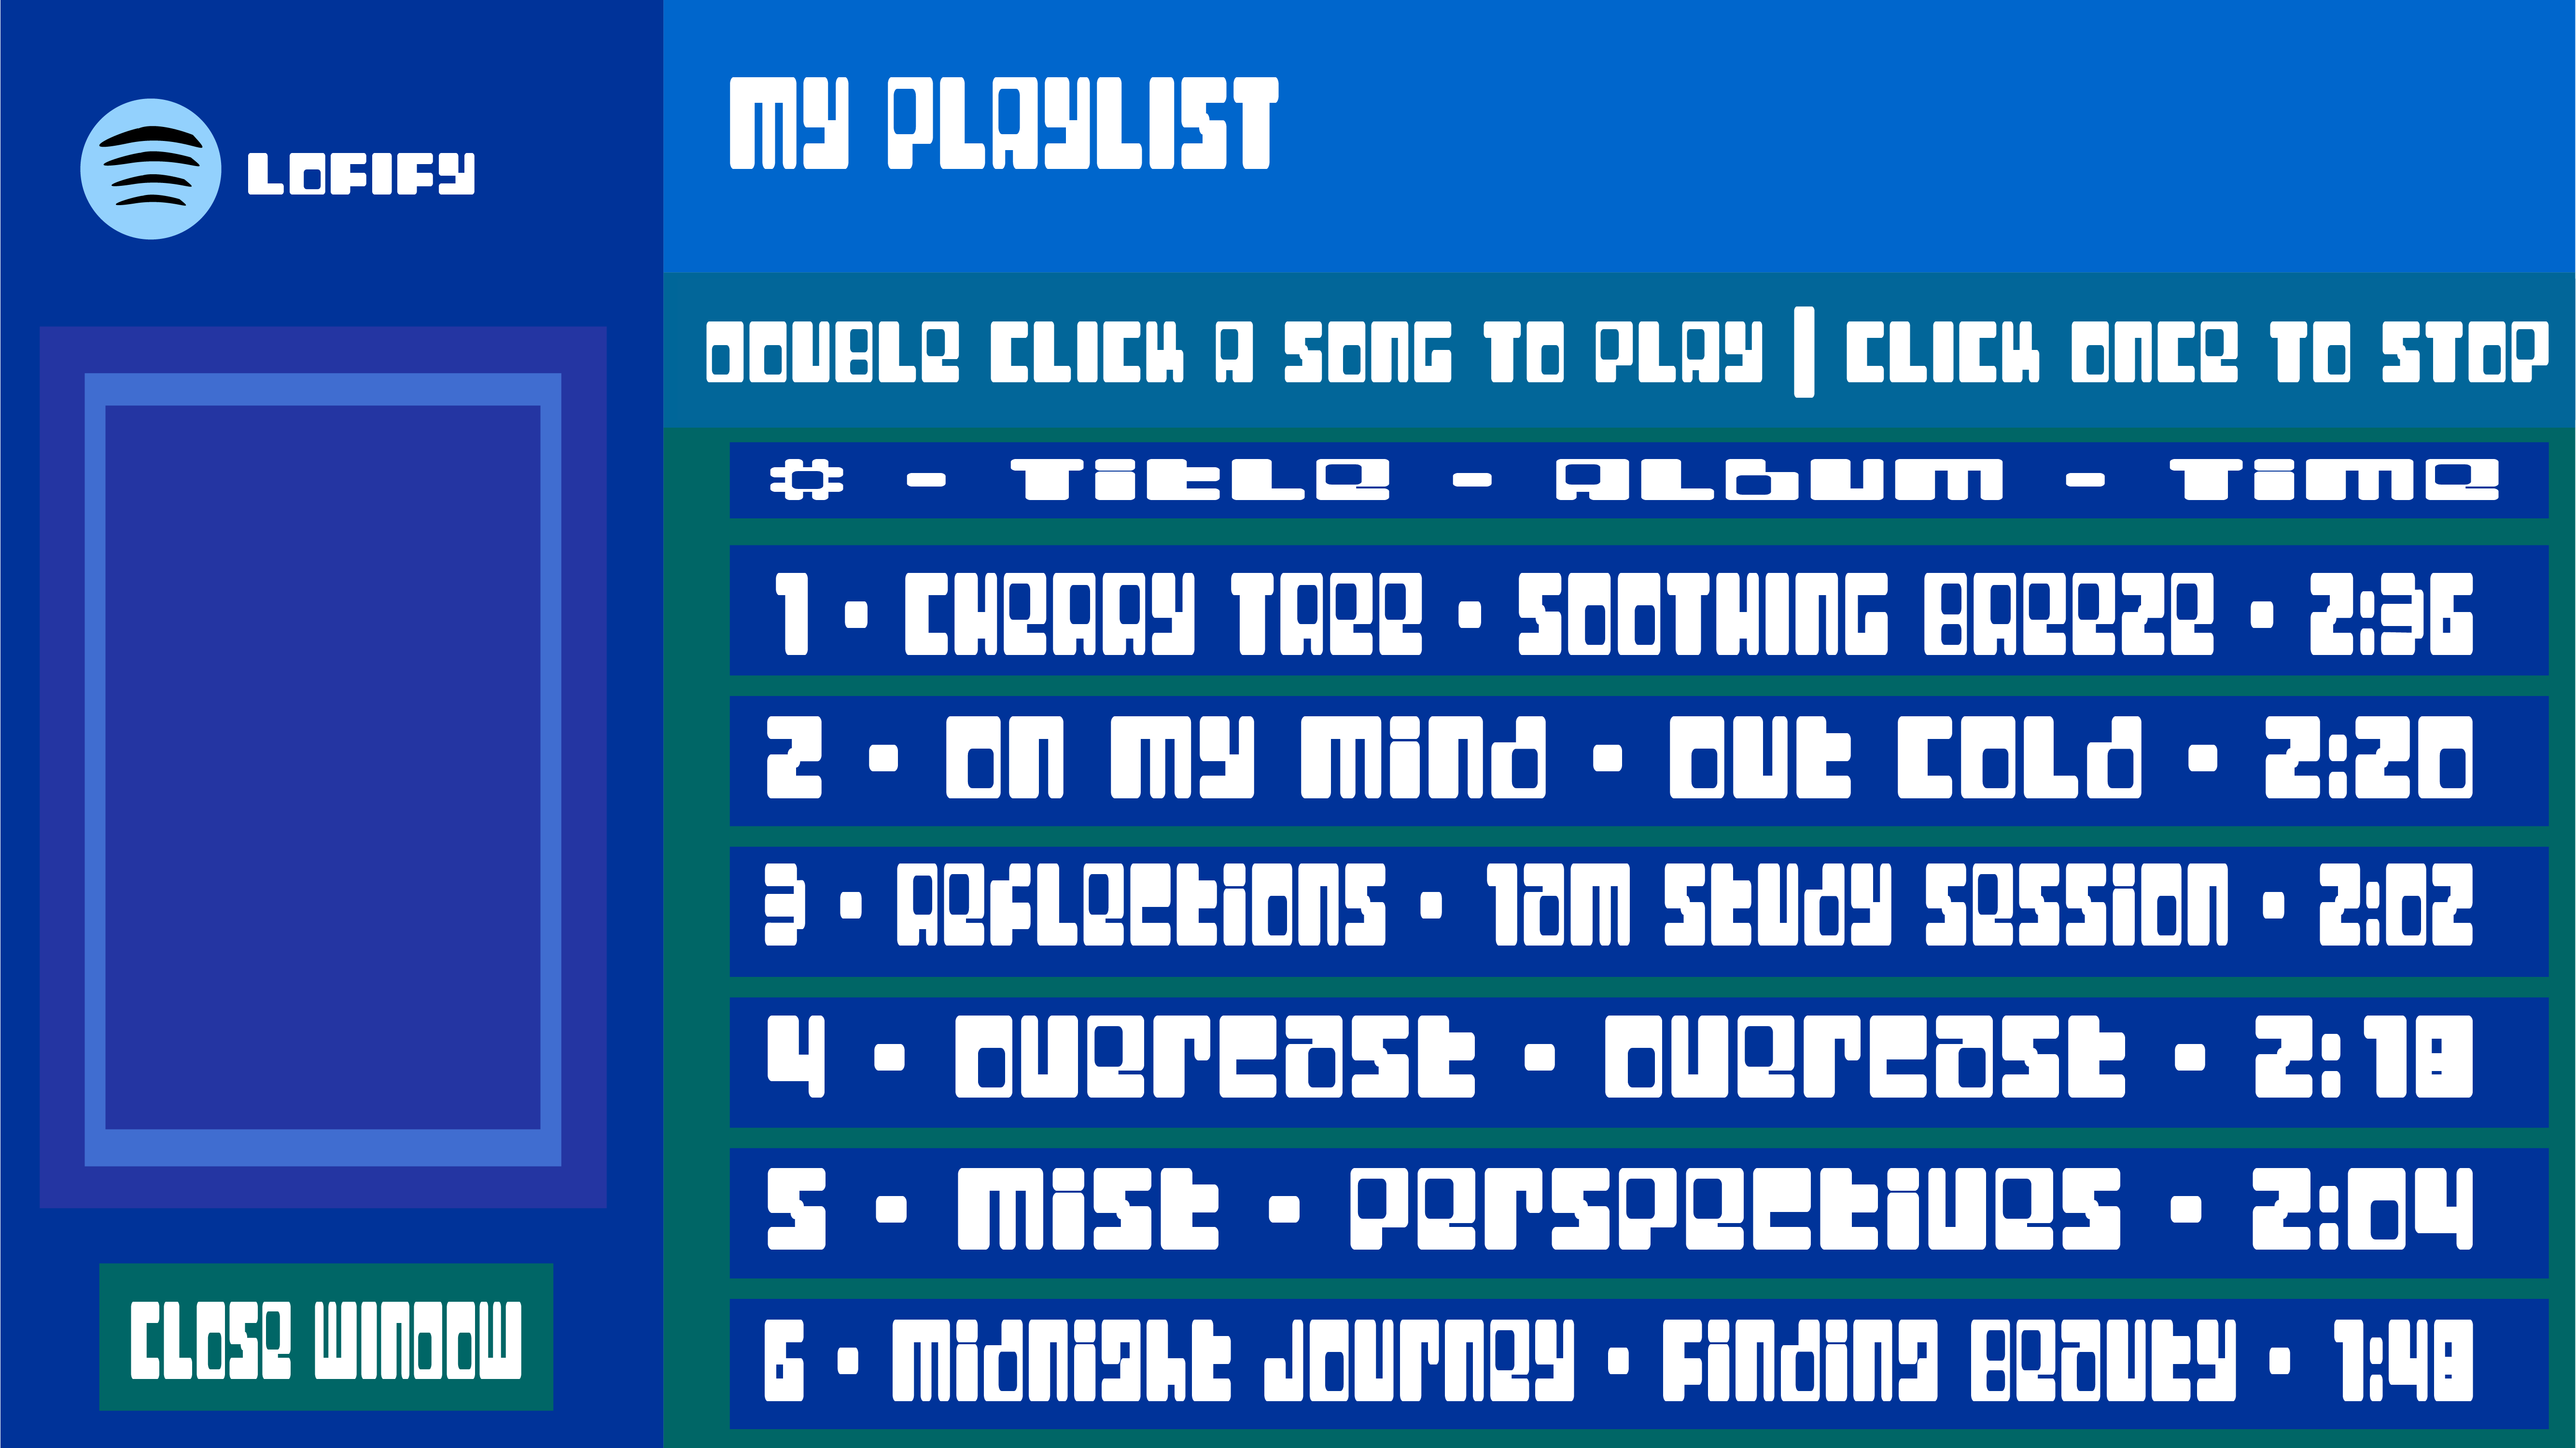 LOFIFY
MY PLAYLIST
DOUBLE CLICK A SONG TO PLAY | CLICK ONCE TO STOP
# - Title - Album - Time
1 - CHERRY TREE - SOOTHING BREEZE - 2:36
2 - On My Mind - Out Cold - 2:20
3 - Reflections - 1am Study Session - 2:02
4 - Overcast - Overcast - 2:18
5 - Mist - Perspectives - 2:04
6 - Midnight Journey - Finding Beauty - 1:48
CLOSE WINDOW